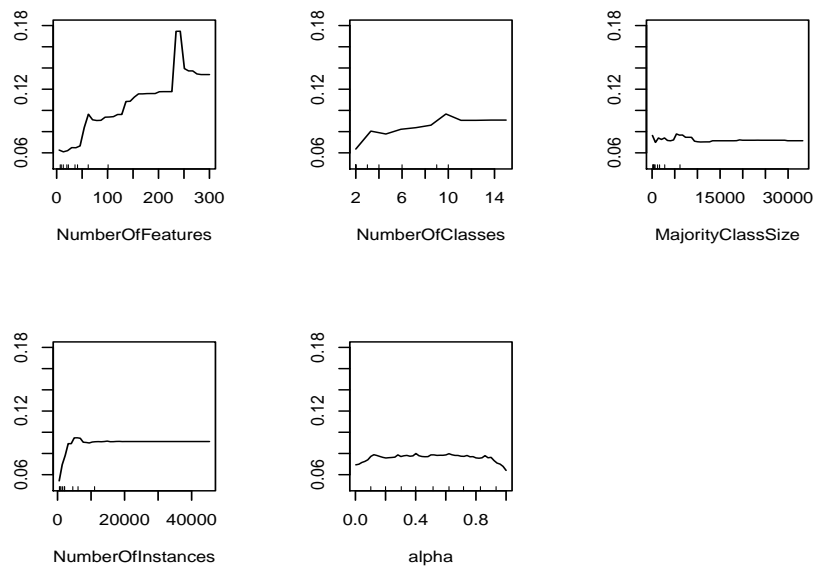 0.06 0.12 0.18
0 100 200 300
NumberOfFeatures
0.06 0.12 0.18
2 6 10 14
NumberOfClasses
0.06 0.12 0.18
0 15000 30000
MajorityClassSize
0.06 0.12 0.18
0 20000 40000
NumberOfInstances
0.06 0.12 0.18
0.0 0.4 0.8
alpha